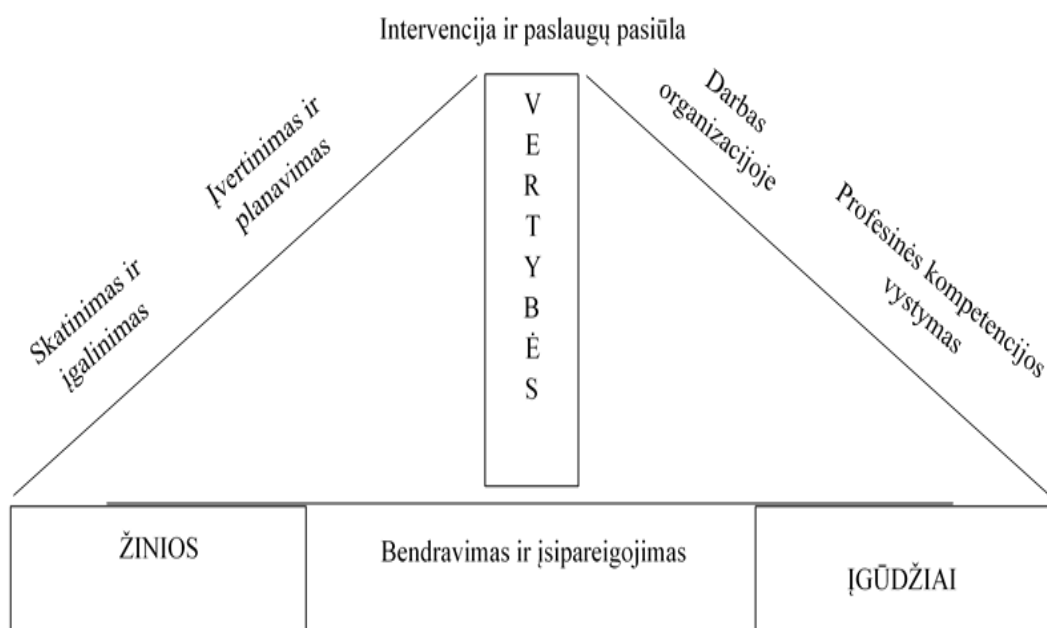 Intervencija ir paslaugų pasiūla
Įvertinimas ir
planavimas
Skatinimas ir
įgalinimas
VERTYBĖS
Darbas
organizacijoje
Profesinės kompetencijos
vystymas
ŽINIOS
Bendravimas ir įsipareigojimas
ĮGŪDŽIAI